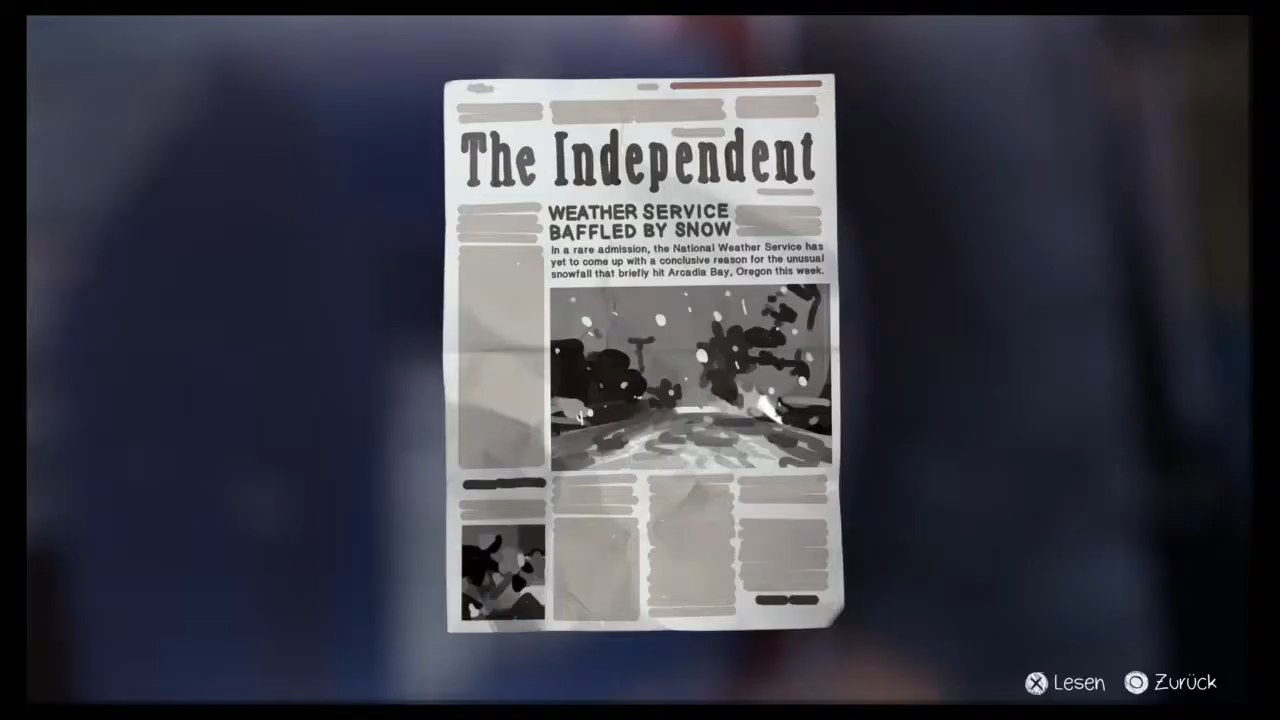 The Independent
WEATHER SERVICE
BAFFLED BY SNOW
In a rare admission, the National Weather Service has
yet to come up with a conclusive reason for the unusual
snowfall that briefly hit Arcadia Bay, Oregon this week.
Lesen
Zurück